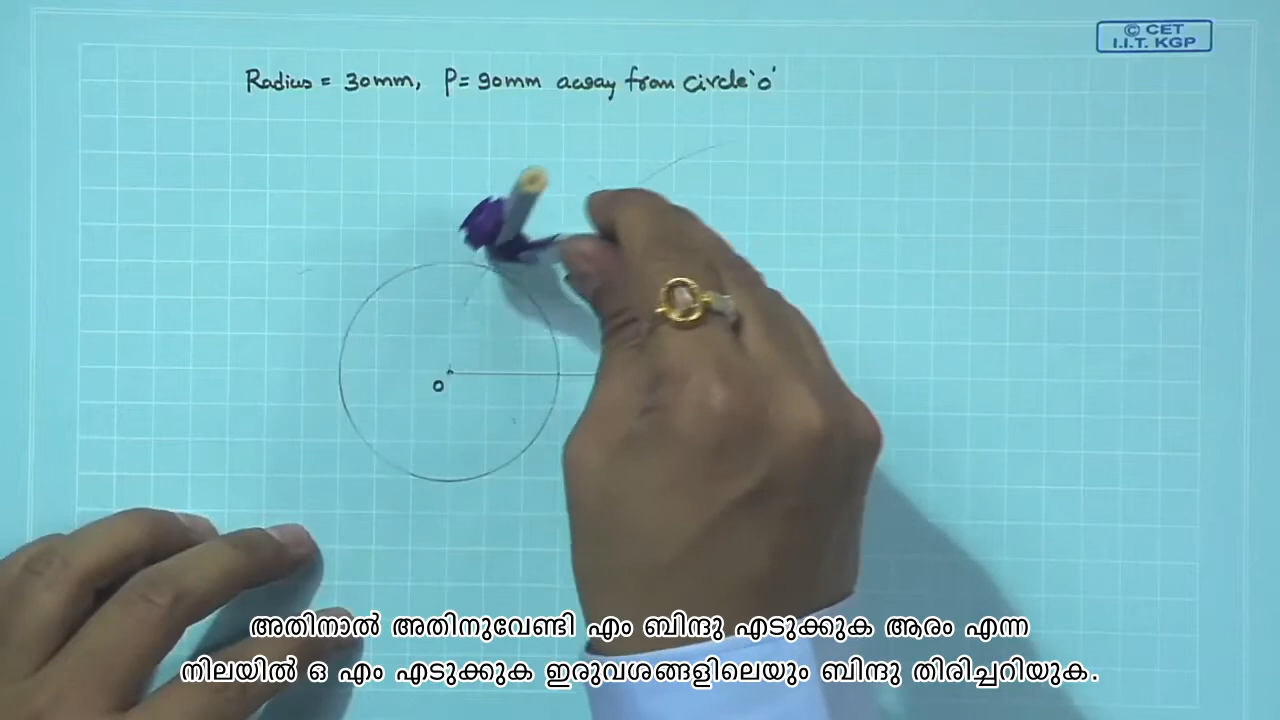 © CET
I.I.T. KGP
Radius = 30mm, P= 90mm away from circle 'O'
O
അതിനാൽ അതിനുവേണ്ടി എം ബിന്ദു എടുക്കുക ആരം എന്ന
നിലയിൽ ഒ എം എടുക്കുക ഇരുവശങ്ങളിലെയും ബിന്ദു തിരിച്ചറിയുക.